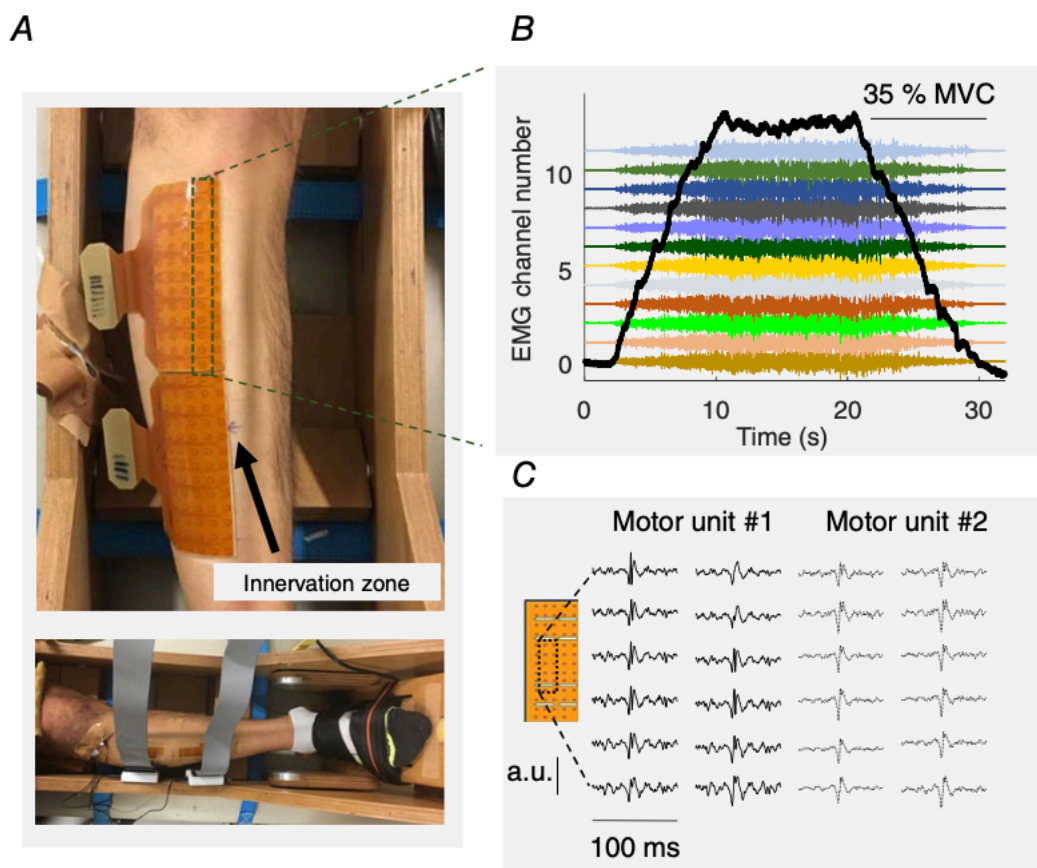 A
Innervation zone
B
35 % MVC
EMG channel number
10
5
0
0
10
20
30
Time (s)
C
Motor unit #1
Motor unit #2
a.u.
100 ms